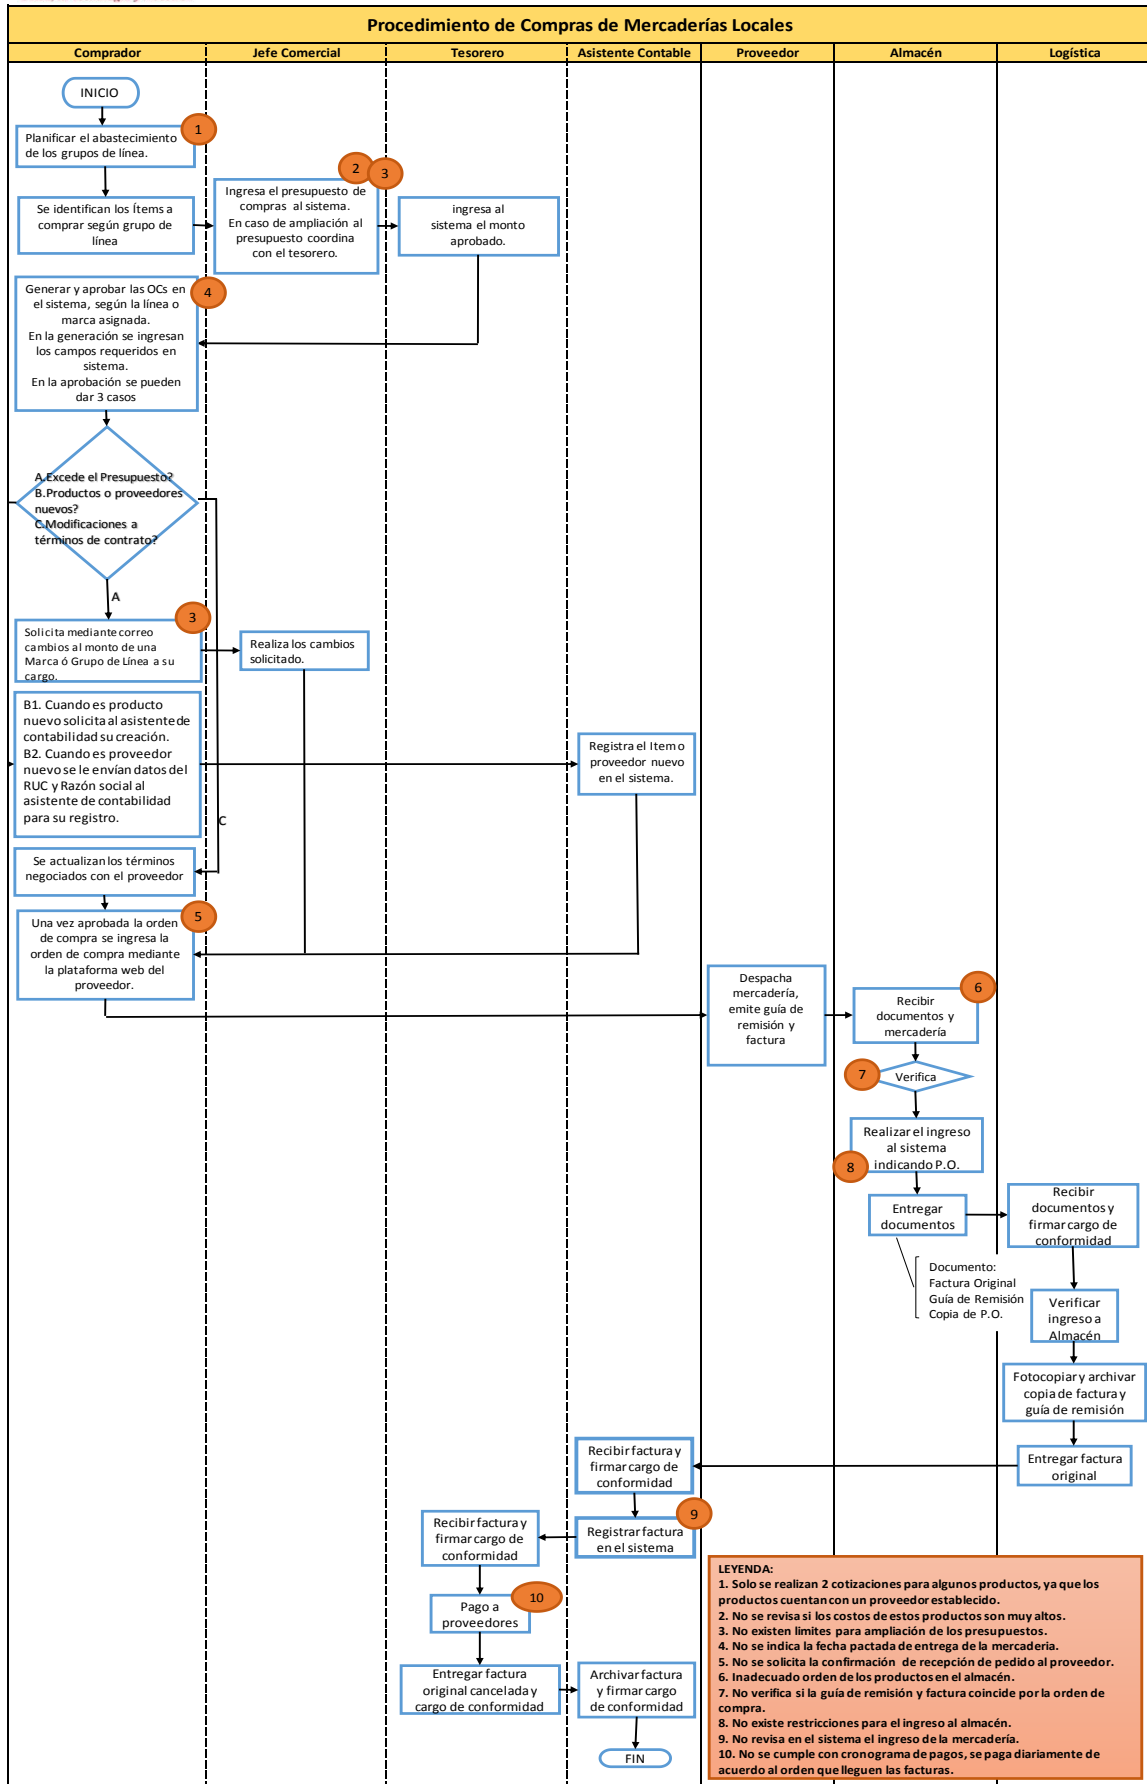 Procedimiento de Compras de Mercaderías Locales
Comprador
Jefe Comercial
Tesorero
Asistente Contable
Proveedor
Almacén
Logística
INICIO
1
Planificar el abastecimiento
de los grupos de línea.
Se identifican los Ítems a
comprar según grupo de
línea
2
3
Ingresa el presupuesto de
compras al sistema.
En caso de ampliación al
presupuesto coordina
con el tesorero.
ingresa al
sistema el monto
aprobado.
4
Generar y aprobar las OCs en
el sistema, según la línea o
marca asignada.
En la generación se ingresan
los campos requeridos en
sistema.
En la aprobación se pueden
dar 3 casos
A.Excede el Presupuesto?
B.Productos o proveedores
nuevos?
C.Modificaciones a
términos de contrato?
A
3
Solicita mediante correo
cambios al monto de una
Marca ó Grupo de Línea a su
cargo.
Realiza los cambios
solicitado.
B1. Cuando es producto
nuevo solicita al asistente de
contabilidad su creación.
B2. Cuando es proveedor
nuevo se le envían datos del
RUC y Razón social al
asistente de contabilidad
para su registro.
Registra el Item o
proveedor nuevo
en el sistema.
C
Se actualizan los términos
negociados con el proveedor
5
Una vez aprobada la orden
de compra se ingresa la
orden de compra mediante
la plataforma web del
proveedor.
Despacha
mercadería,
emite guía de
remisión y
factura
6
Recibir
documentos y
mercadería
7
Verifica
Realizar el ingreso
al sistema
indicando P.O.
8
Entregar
documentos
Recibir
documentos y
firmar cargo de
conformidad
Documento:
Factura Original
Guía de Remisión
Copia de P.O.
Verificar
ingreso a
Almacén
Fotocopiar y archivar
copia de factura y
guía de remisión
Entregar factura
original
Recibir factura y
firmar cargo de
conformidad
9
Registrar factura
en el sistema
Recibir factura y
firmar cargo de
conformidad
10
Pago a
proveedores
Entregar factura
original cancelada y
cargo de conformidad
Archivar factura
y firmar cargo
de conformidad
FIN
LEYENDA:
1. Solo se realizan 2 cotizaciones para algunos productos, ya que los
productos cuentan con un proveedor establecido.
2. No se revisa si los costos de estos productos son muy altos.
3. No existen limites para ampliación de los presupuestos.
4. No se indica la fecha pactada de entrega de la mercaderia.
5. No se solicita la confirmación de recepción de pedido al proveedor.
6. Inadecuado orden de los productos en el almacén.
7. No verifica si la guía de remisión y factura coincide por la orden de
compra.
8. No existe restricciones para el ingreso al almacén.
9. No revisa en el sistema el ingreso de la mercadería.
10. No se cumple con cronograma de pagos, se paga diariamente de
acuerdo al orden que lleguen las facturas.